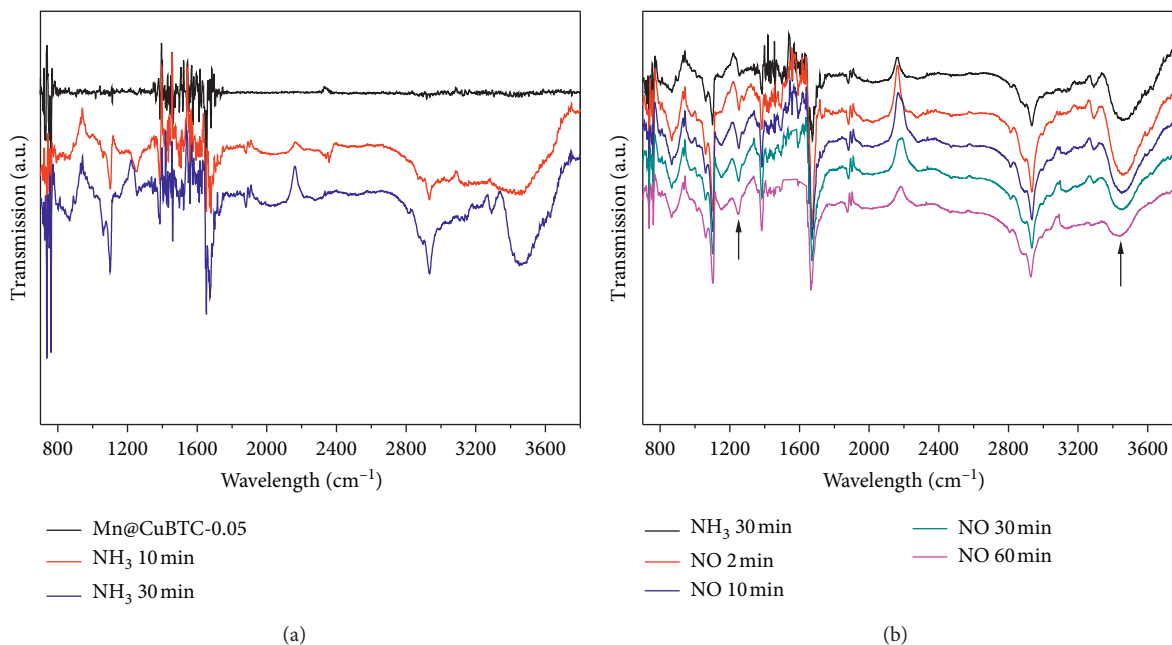 Transmission (a.u.)
800 1200 1600 2000 2400 2800 3200 3600
Wavelength (cm⁻¹)
Mn@CuBTC-0.05
NH₃ 10 min
NH₃ 30 min
(a)
Transmission (a.u.)
800 1200 1600 2000 2400 2800 3200 3600
Wavelength (cm⁻¹)
NH₃ 30 min
NO 2 min
NO 10 min
NO 30 min
NO 60 min
(b)